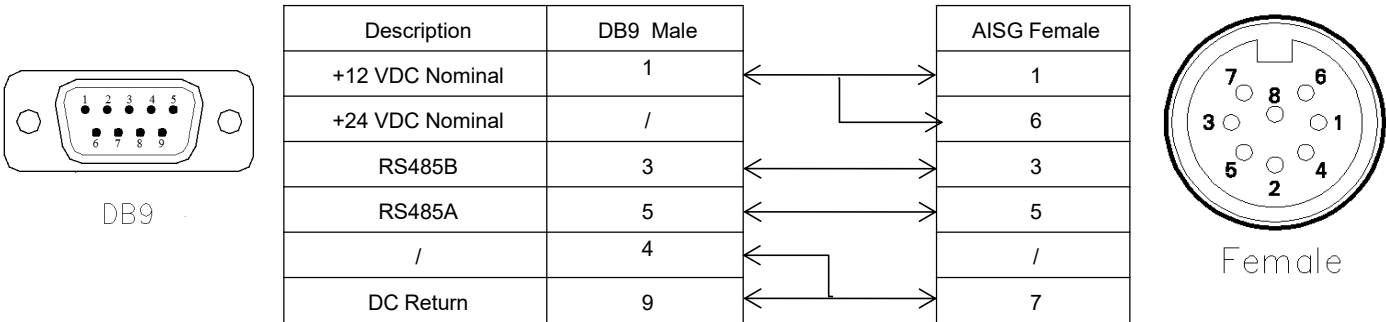 Description DB9 Male AISG Female
+12 VDC Nominal 1 1
+24 VDC Nominal / 6
RS485B 3 3
RS485A 5 5
/ 4 /
DC Return 9 7
1 2 3 4 5
6 7 8 9
DB9
7 6
8
3 1
5 4
2
Female